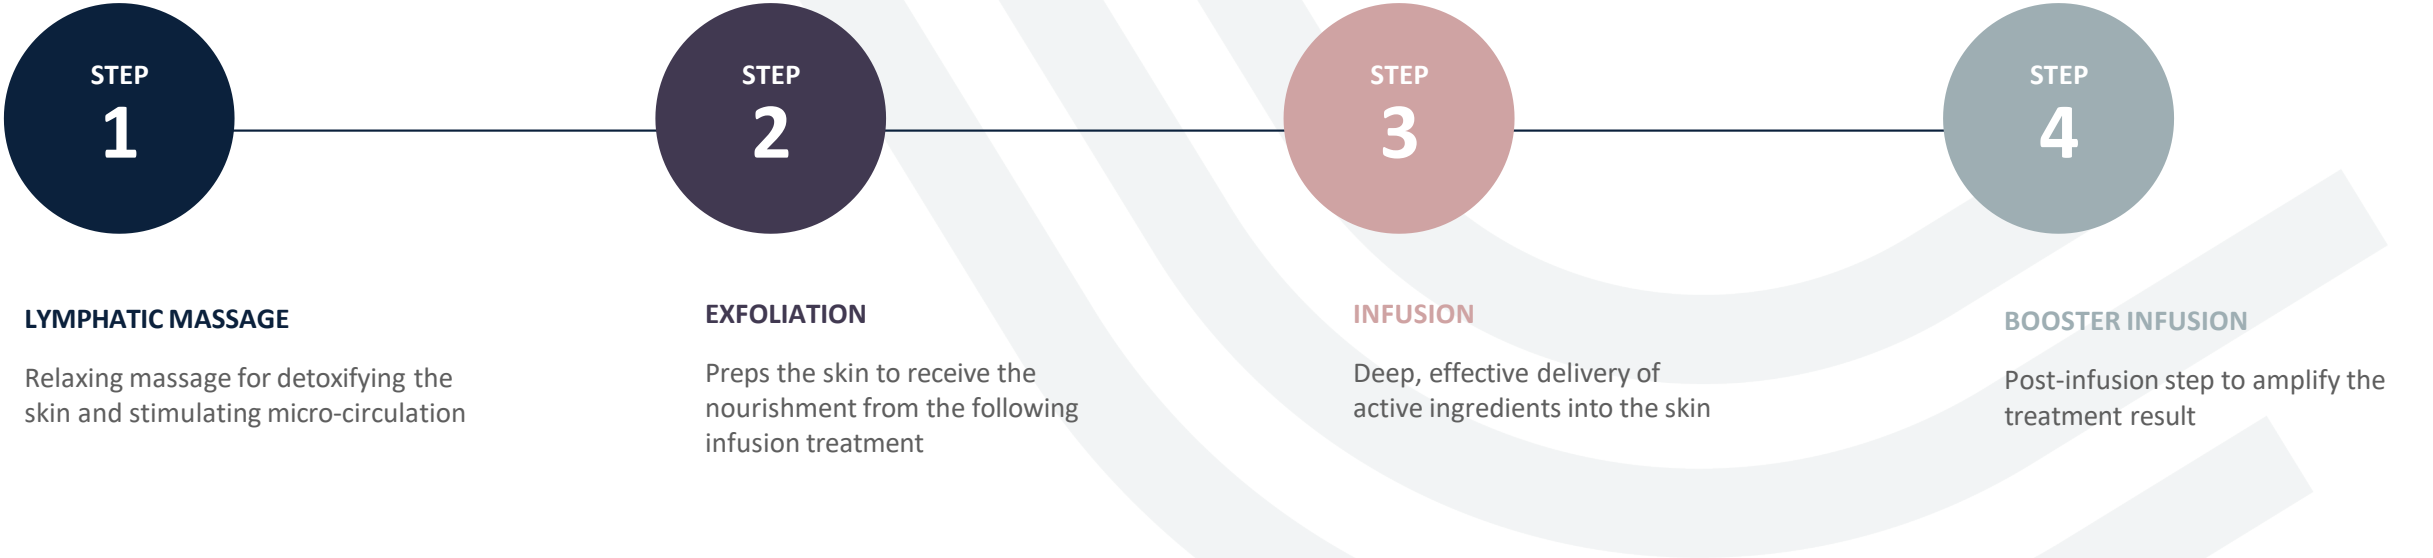 STEP
1
STEP
2
STEP
3
STEP
4
LYMPHATIC MASSAGE
Relaxing massage for detoxifying the
skin and stimulating micro-circulation
EXFOLIATION
Preps the skin to receive the
nourishment from the following
infusion treatment
INFUSION
Deep, effective delivery of
active ingredients into the skin
BOOSTER INFUSION
Post-infusion step to amplify the
treatment result